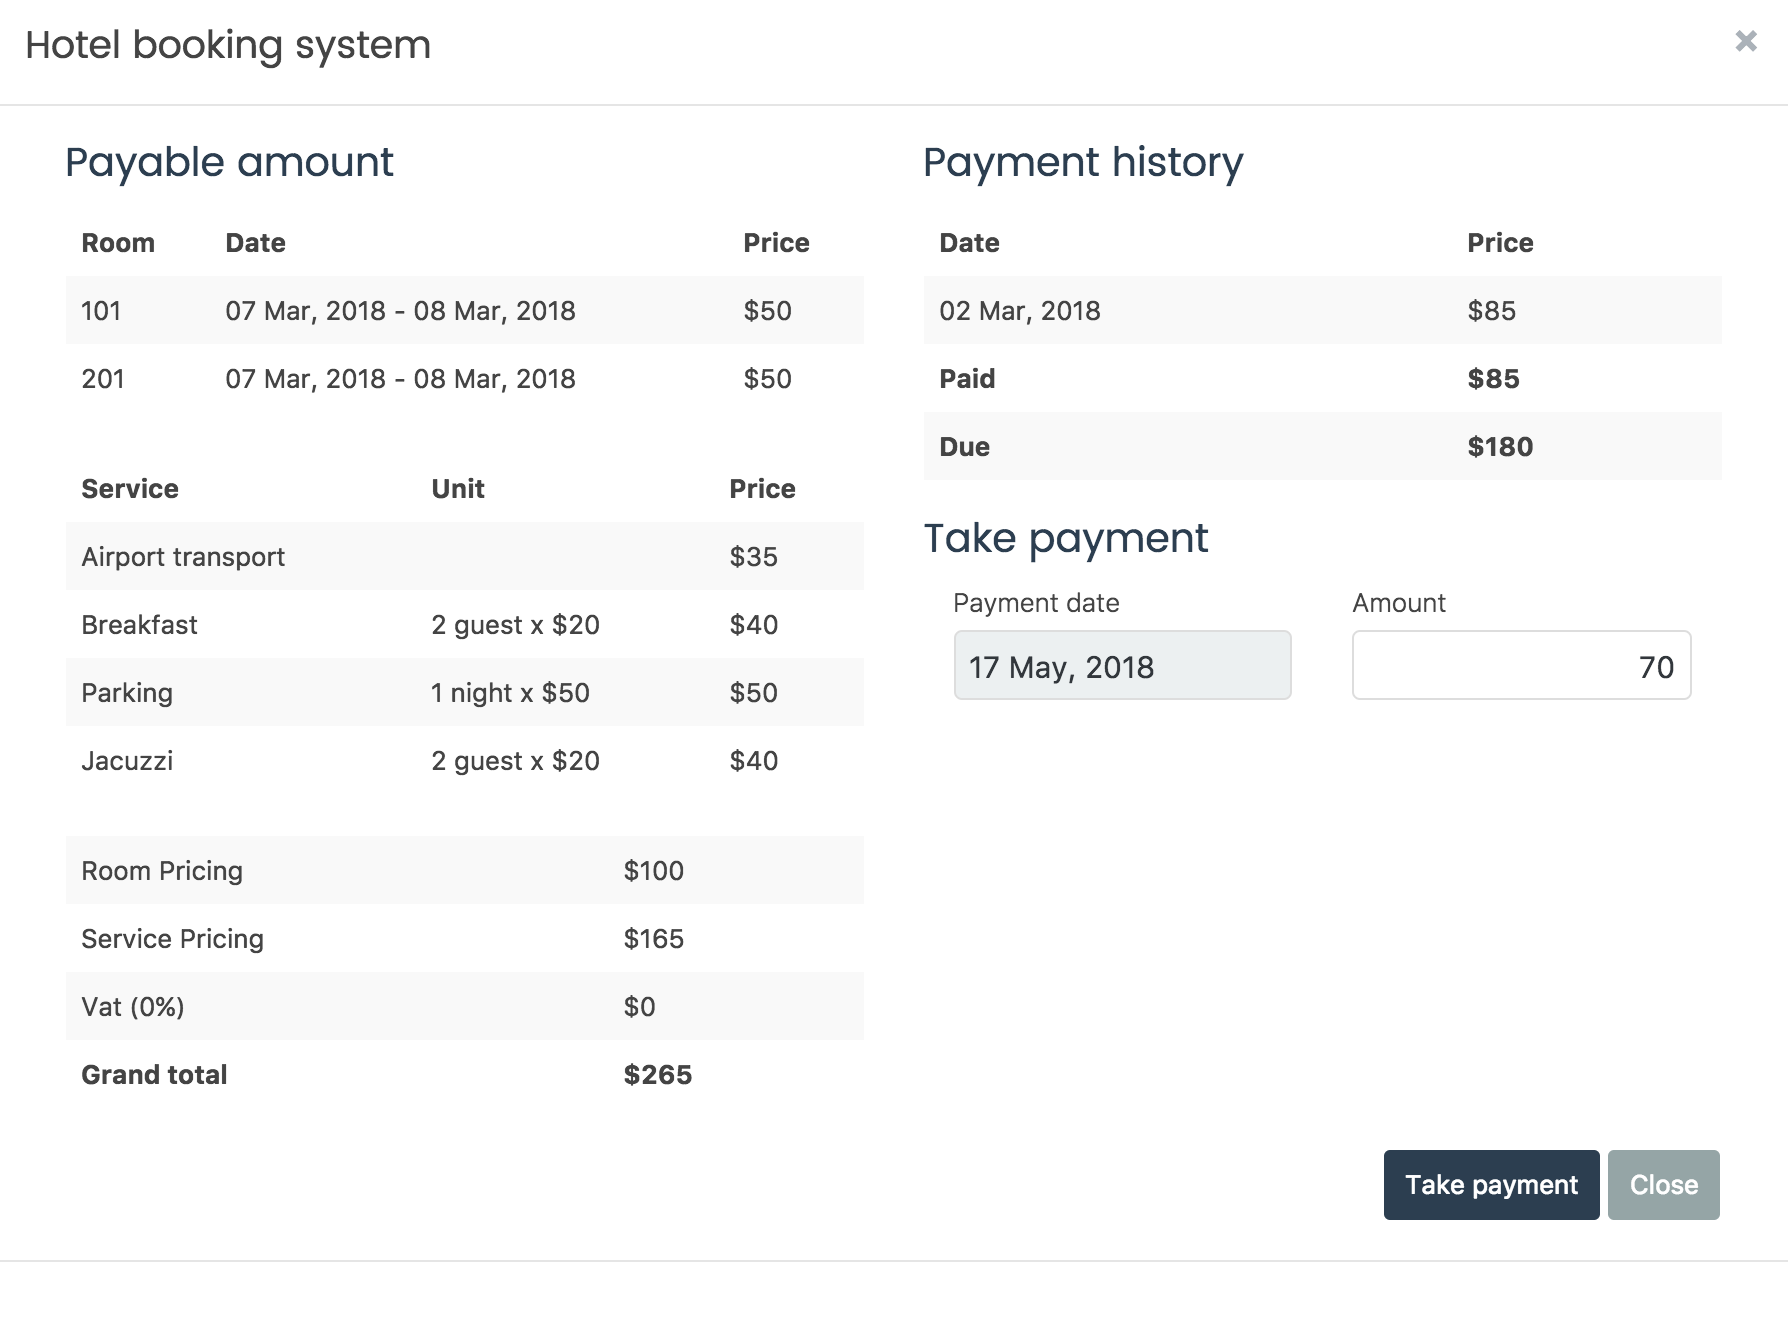 Hotel booking system ×
Payable amount
Room Date Price
101 07 Mar, 2018 - 08 Mar, 2018 $50
201 07 Mar, 2018 - 08 Mar, 2018 $50
Service Unit Price
Airport transport $35
Breakfast 2 guest x $20 $40
Parking 1 night x $50 $50
Jacuzzi 2 guest x $20 $40
Room Pricing $100
Service Pricing $165
Vat (0%) $0
Grand total $265
Payment history
Date Price
02 Mar, 2018 $85
Paid $85
Due $180
Take payment
Payment date Amount
17 May, 2018 70
Take payment Close